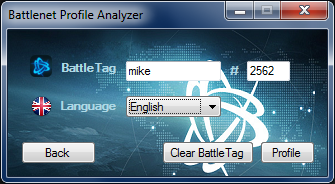 Battlenet Profile Analyzer
BattleTag mike # 2562
Language English
Back Clear BattleTag Profile